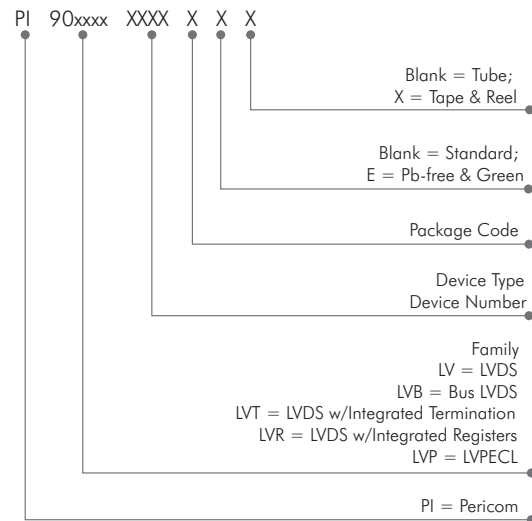 PI 90xxxx XXXX X X X
Blank = Tube;
X = Tape & Reel
Blank = Standard;
E = Pb-free & Green
Package Code
Device Type
Device Number
Family
LV = LVDS
LVB = Bus LVDS
LVT = LVDS w/Integrated Termination
LVR = LVDS w/Integrated Registers
LVP = LVPECL
PI = Pericom